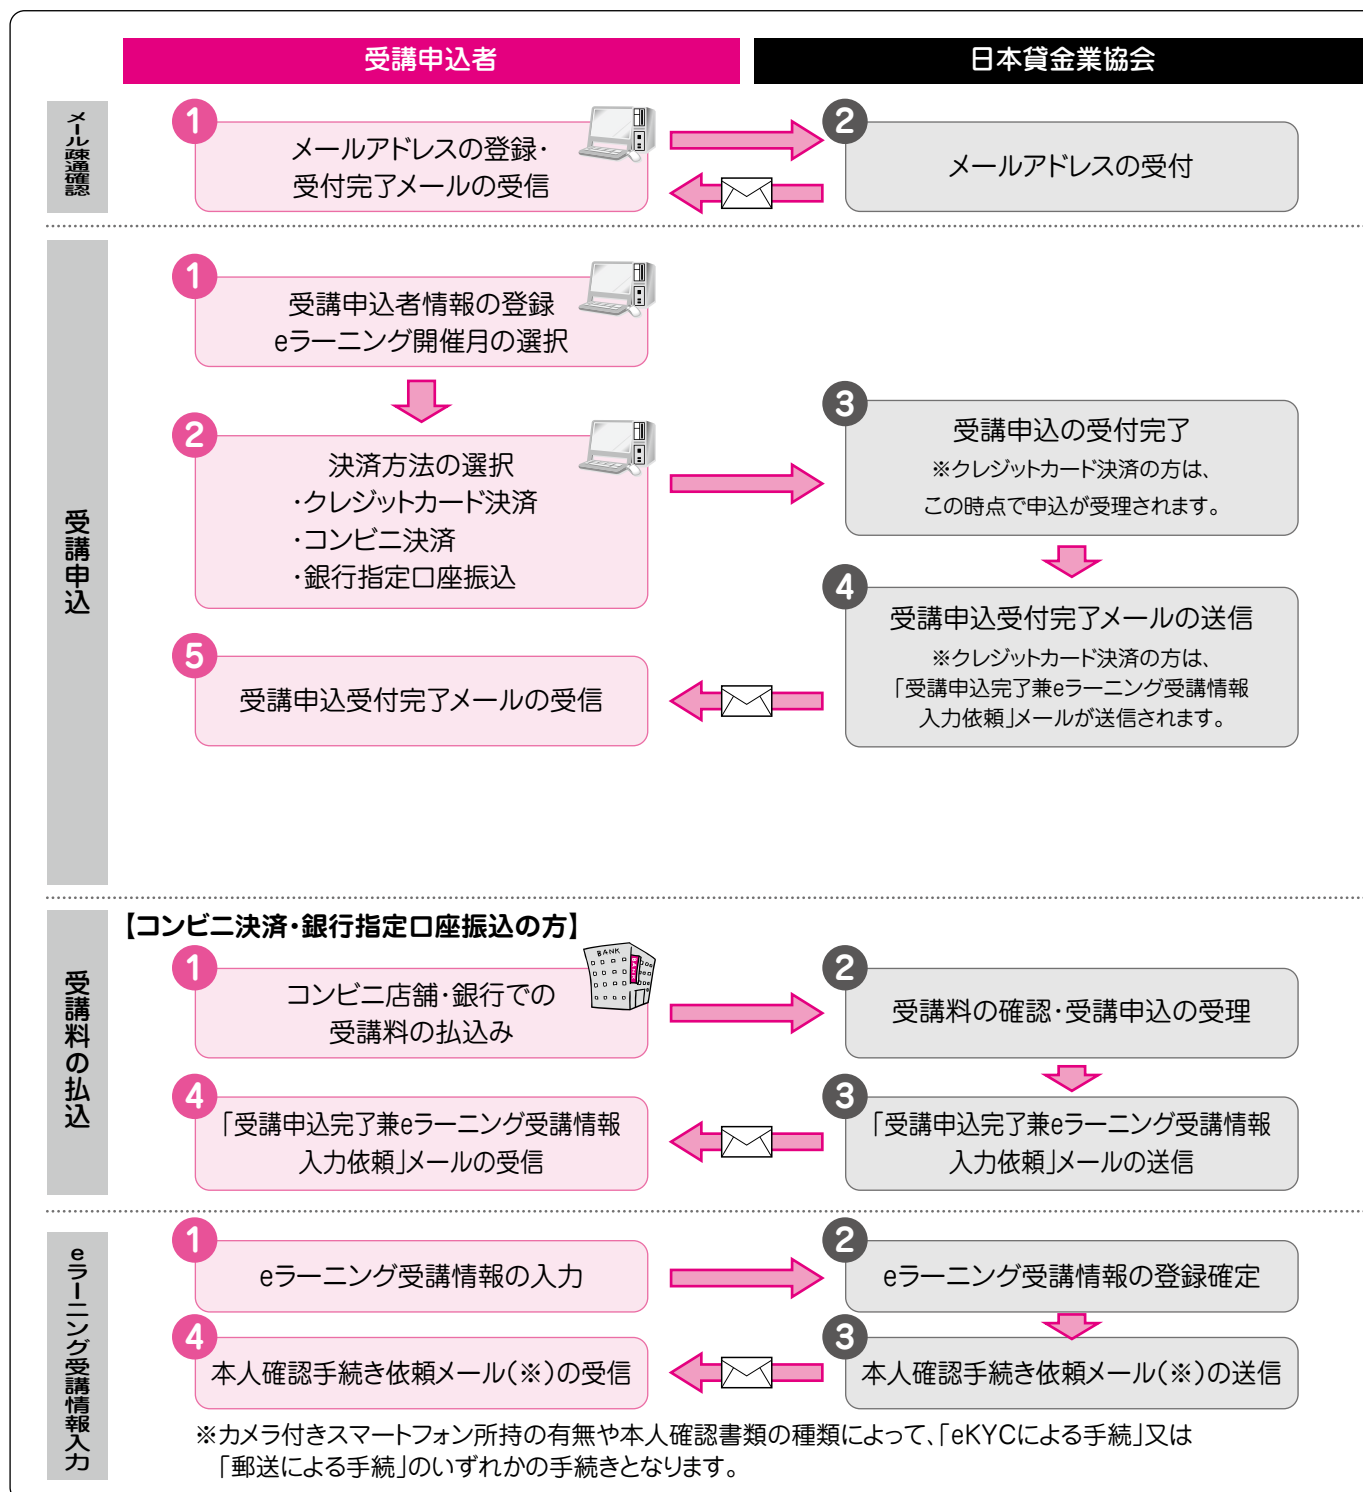 受講申込者
日本貸金業協会
メール疎通確認
1
メールアドレスの登録・
受付完了メールの受信
2
メールアドレスの受付
受講申込
1
受講申込者情報の登録
eラーニング開催月の選択
2
決済方法の選択
・クレジットカード決済
・コンビニ決済
・銀行指定口座振込
3
受講申込の受付完了
※クレジットカード決済の方は、
この時点で申込が受理されます。
4
受講申込受付完了メールの送信
※クレジットカード決済の方は、
「受講申込完了兼eラーニング受講情報
入力依頼」メールが送信されます。
5
受講申込受付完了メールの受信
受講料の払込
【コンビニ決済・銀行指定口座振込の方】
1
コンビニ店舗・銀行での
受講料の払込み
BANK
BANK
2
受講料の確認・受講申込の受理
3
「受講申込完了兼eラーニング受講情報
入力依頼」メールの送信
4
「受講申込完了兼eラーニング受講情報
入力依頼」メールの受信
eラーニング受講情報入力
1
eラーニング受講情報の入力
2
eラーニング受講情報の登録確定
3
本人確認手続き依頼メール(※)の送信
4
本人確認手続き依頼メール(※)の受信
※カメラ付きスマートフォン所持の有無や本人確認書類の種類によって、「eKYCによる手続」又は
「郵送による手続」のいずれかの手続きとなります。